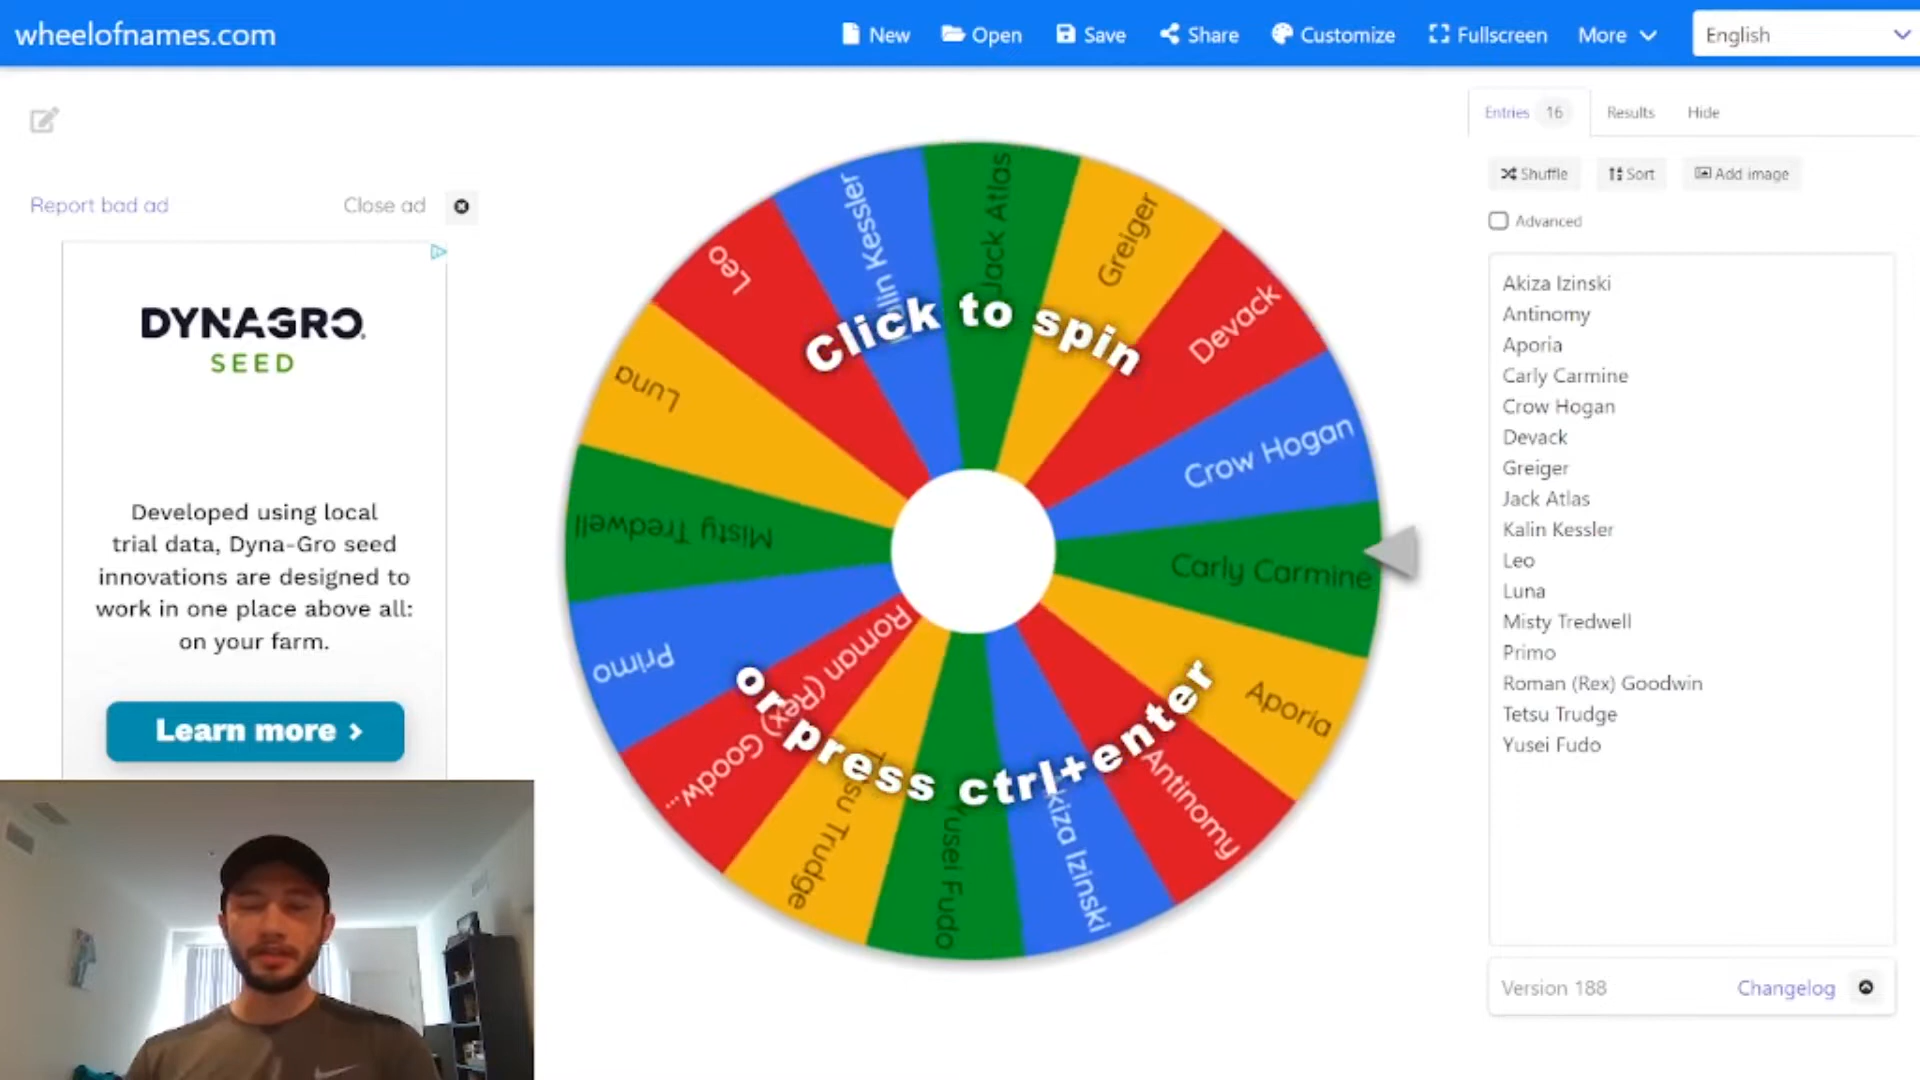 wheelofnames.com
New
Open
Save
Share
Customize
Fullscreen
More
English
Report bad ad
Close ad
DYNAGRO
SEED
Developed using local
trial data, Dyna-Gro seed
innovations are designed to
work in one place above all:
on your farm.
Learn more >
Click to spin
or press ctrl+enter
Jack Atlas
Greiger
Devack
Crow Hogan
Carly Carmine
Aporia
Antinomy
Izinski
Yusei Fudo
Trudge
Roman (Rex) Goodw...
Primo
Misty Tredwell
Luna
Leo
Kessler
Entries 16
Results
Hide
Shuffle
Sort
Add image
Advanced
Akiza Izinski
Antinomy
Aporia
Carly Carmine
Crow Hogan
Devack
Greiger
Jack Atlas
Kalin Kessler
Leo
Luna
Misty Tredwell
Primo
Roman (Rex) Goodwin
Tetsu Trudge
Yusei Fudo
Version 188
Changelog